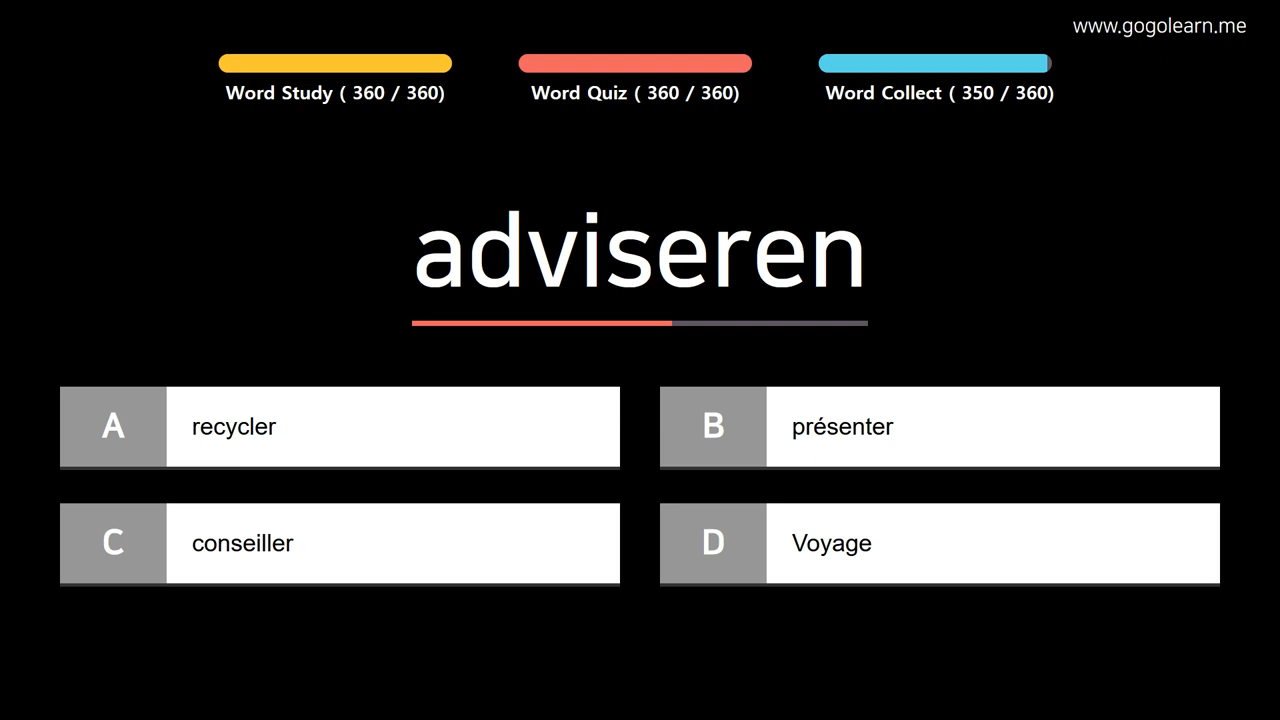 www.gogolearn.me
Word Study ( 360 / 360)
Word Quiz ( 360 / 360)
Word Collect ( 350 / 360)
adviseren
A recycler
B présenter
C conseiller
D Voyage